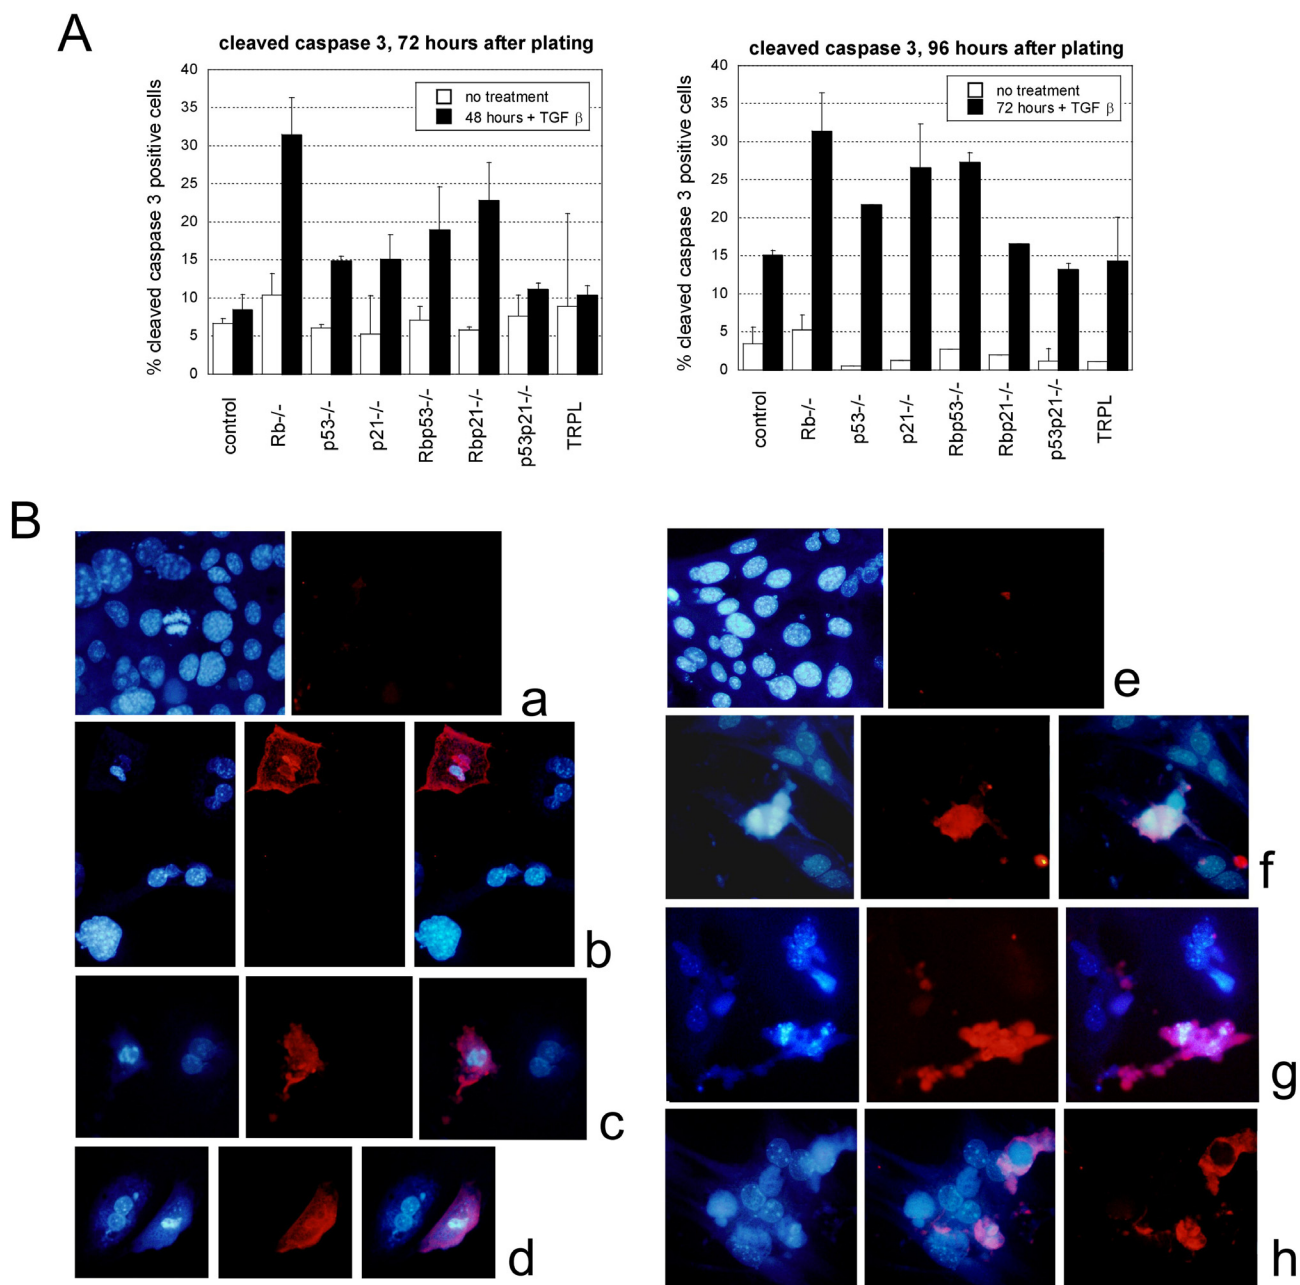 A
cleaved caspase 3, 72 hours after plating
% cleaved caspase 3 positive cells
40
35
30
25
20
15
10
5
0
no treatment
48 hours + TGF β
control
Rb-/-
p53-/-
p21-/-
Rbp53-/-
Rbp21-/-
p53p21-/-
TRPL
cleaved caspase 3, 96 hours after plating
% cleaved caspase 3 positive cells
40
35
30
25
20
15
10
5
0
no treatment
72 hours + TGF β
control
Rb-/-
p53-/-
p21-/-
Rbp53-/-
Rbp21-/-
p53p21-/-
TRPL
B
a
b
c
d
e
f
g
h